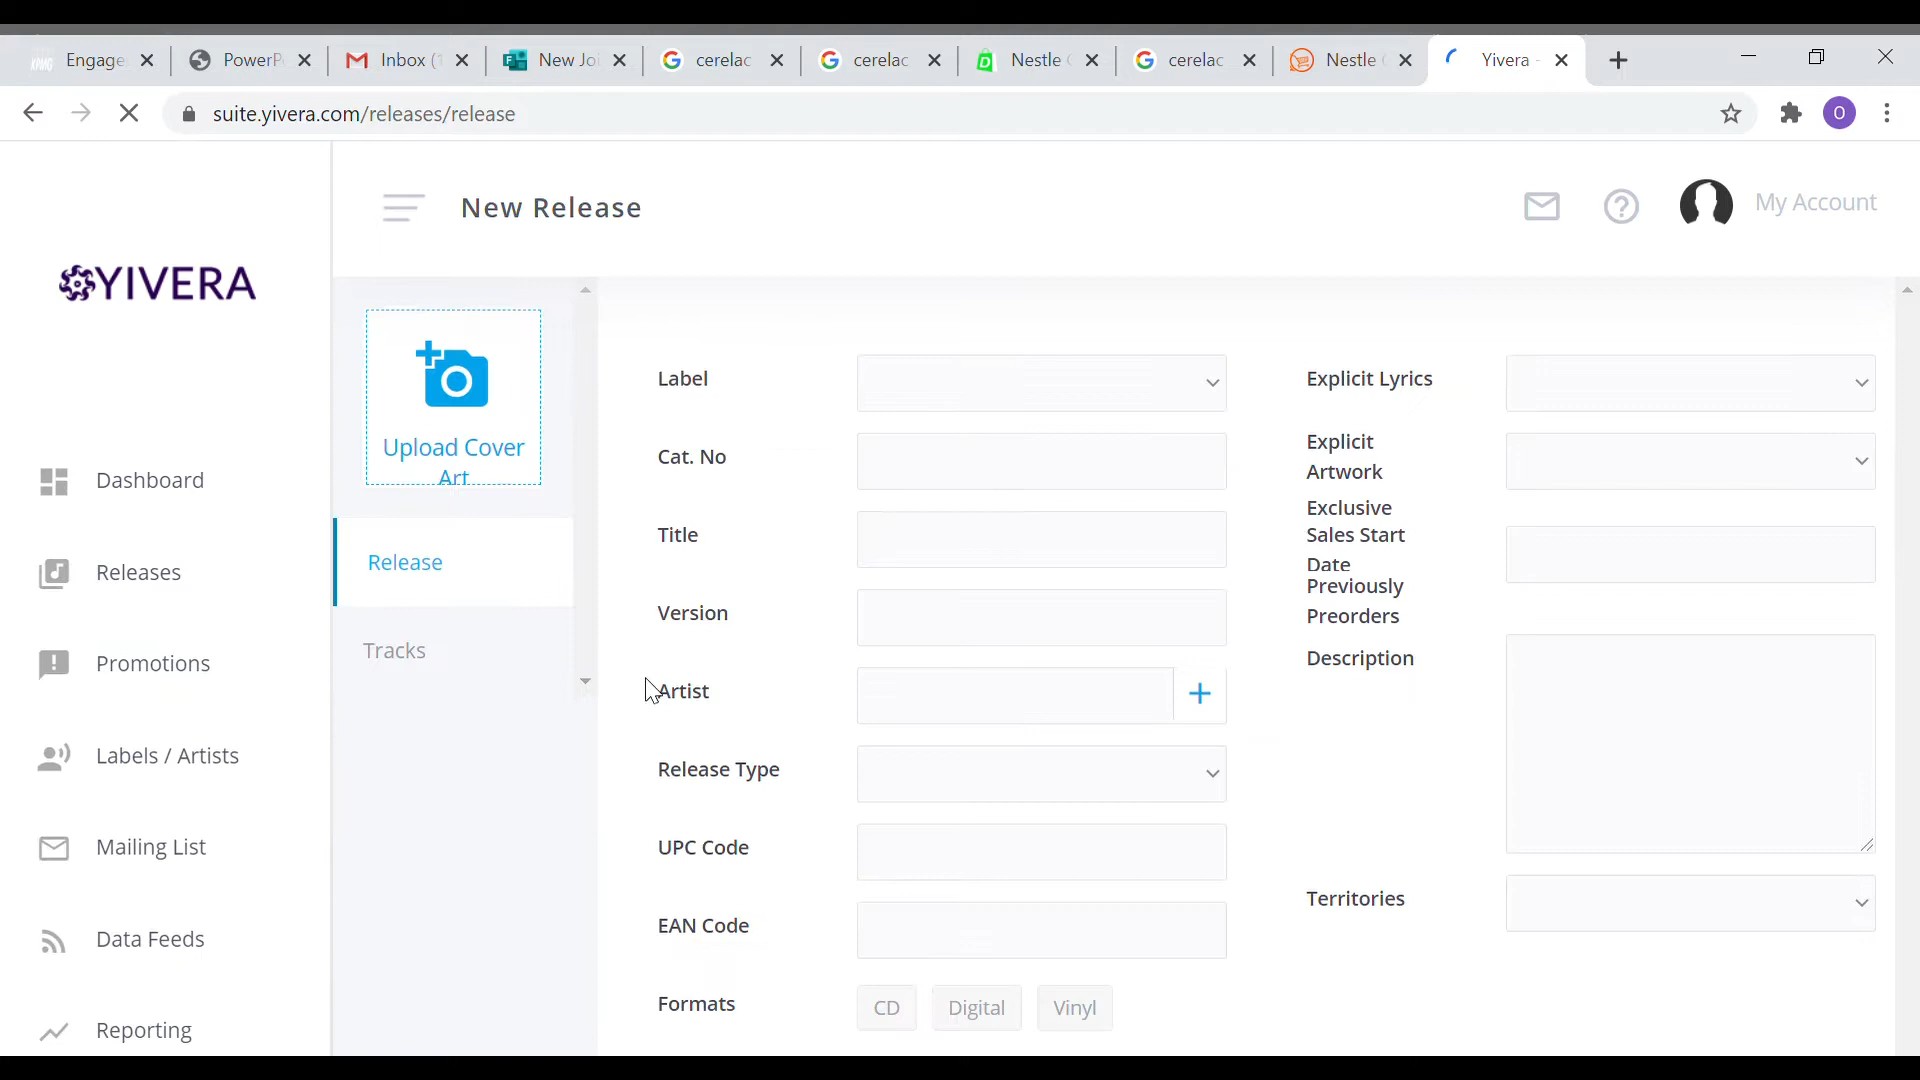 Engage
PowerP
Inbox (
New Joi
cerelac
cerelac
Nestle
cerelac
Nestle
Yivera -
suite.yivera.com/releases/release
O
New Release
My Account
YIVERA
Dashboard
Releases
Promotions
Labels / Artists
Mailing List
Data Feeds
Reporting
Upload Cover
Art
Release
Tracks
Label
Cat. No
Title
Version
Artist
Release Type
UPC Code
EAN Code
Formats
CD
Digital
Vinyl
Explicit Lyrics
Explicit
Artwork
Exclusive
Sales Start
Date
Previously
Preorders
Description
Territories